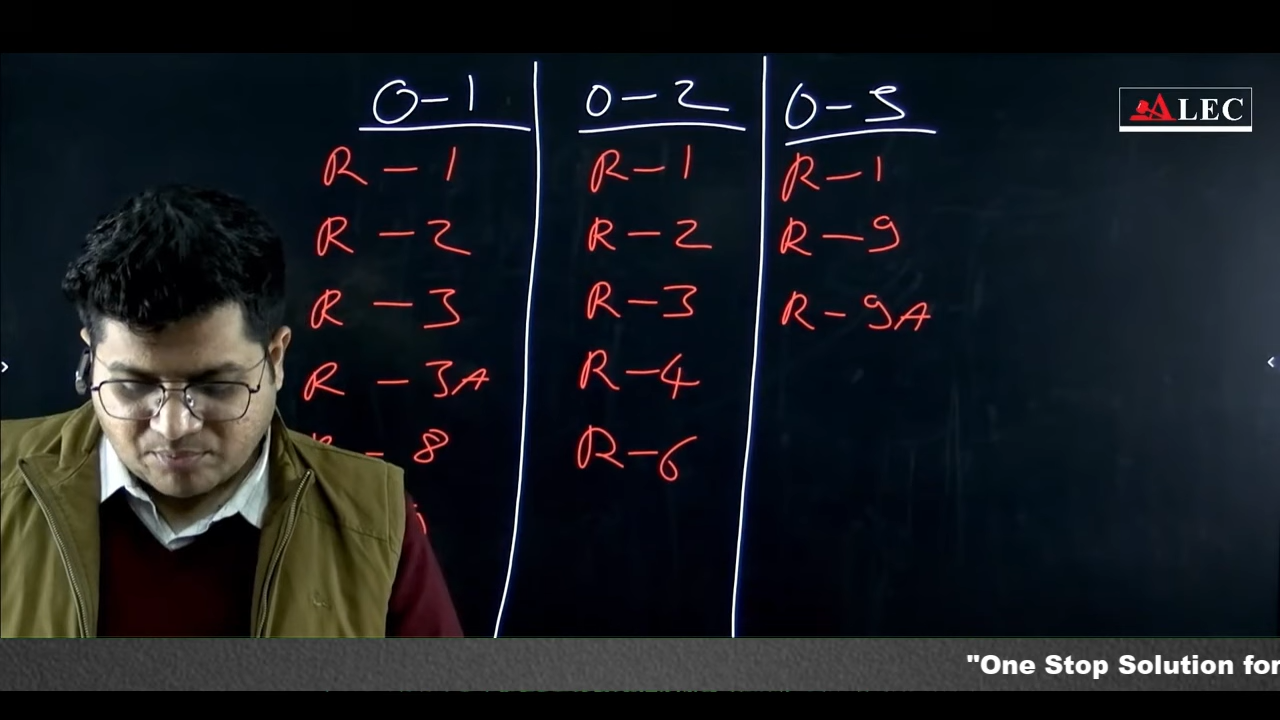 O-1
R-1
R-2
R-3
R-3A
- 8
O-2
R-1
R-2
R-3
R-4
R-6
O-5
R-1
R-9
R-9A
ALEC
"One Stop Solution for